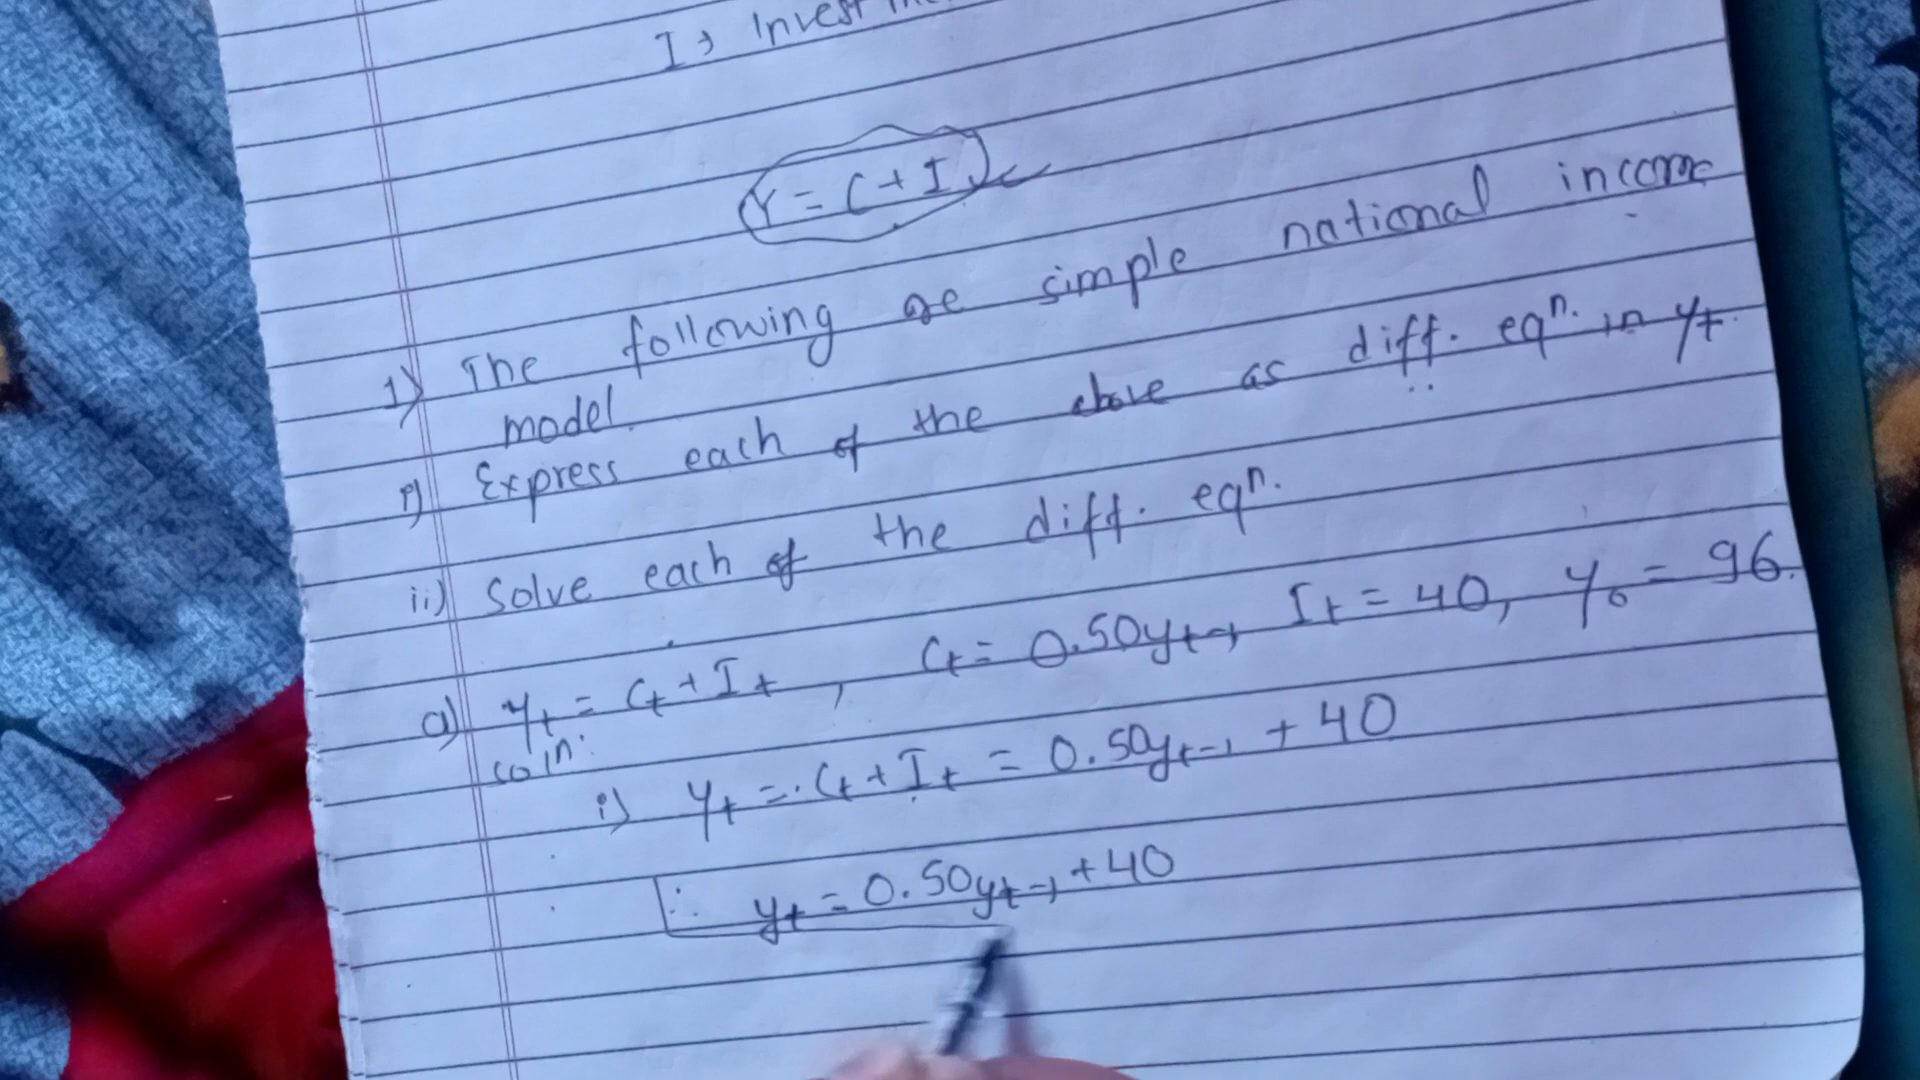 I → Invest
Y = C + I
1) The following are simple national income
model.
i) Express each of the above as diff. eqⁿ. in yₜ.
ii) Solve each of the diff. eqⁿ.
a) yₜ = Cₜ + Iₜ , Cₜ = 0.50yₜ₋₁, Iₜ = 40, y₀ = 96.
solⁿ:
i) yₜ = Cₜ + Iₜ = 0.50yₜ₋₁ + 40
∴ yₜ = 0.50yₜ₋₁ + 40